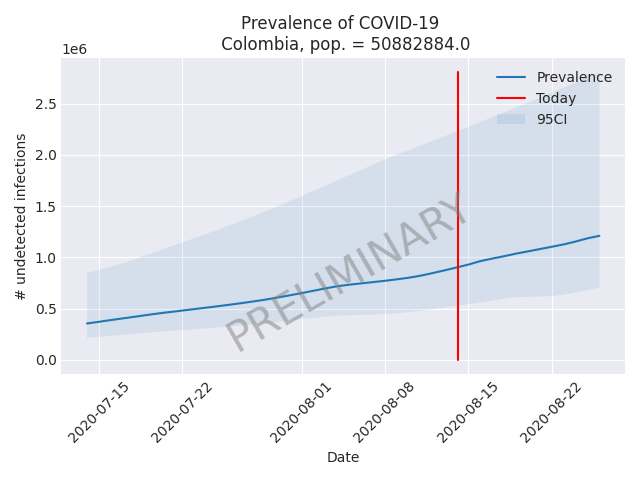 Prevalence of COVID-19
Colombia, pop. = 50882884.0
1e6
Prevalence
Today
95CI
2.5
2.0
1.5
1.0
0.5
0.0
# undetected infections
PRELIMINARY
2020-07-15
2020-07-22
2020-08-01
2020-08-08
2020-08-15
2020-08-22
Date